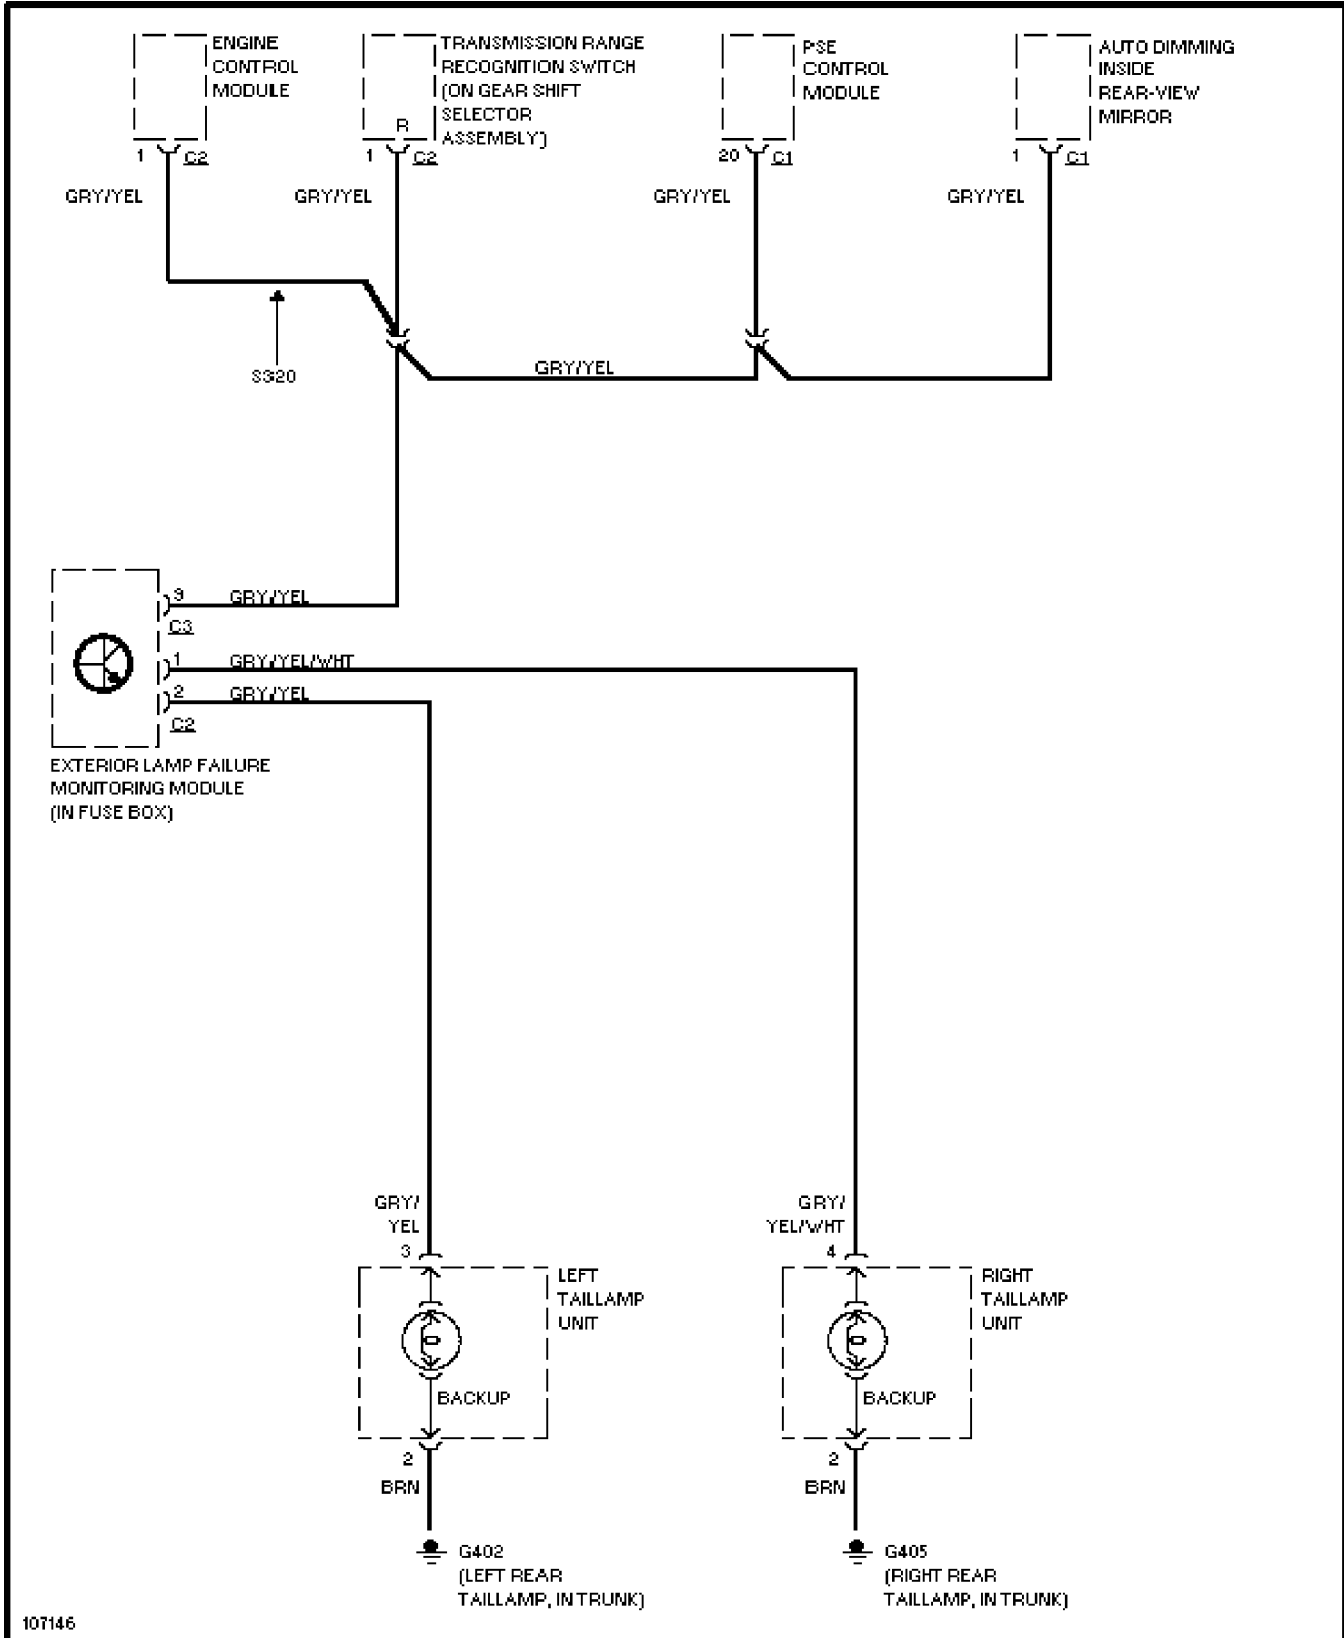 ENGINE
CONTROL
MODULE
TRANSMISSION RANGE
RECOGNITION SWITCH
(ON GEAR SHIFT
SELECTOR
ASSEMBLY)
R
PSE
CONTROL
MODULE
AUTO DIMMING
INSIDE
REAR-VIEW
MIRROR
1 C2
1 C2
20 C1
1 C1
GRY/YEL
GRY/YEL
GRY/YEL
GRY/YEL
S320
GRY/YEL
9 GRY/YEL
C3
1 GRY/YEL/WHT
2 GRY/YEL
C2
EXTERIOR LAMP FAILURE
MONITORING MODULE
(IN FUSE BOX)
GRY/
YEL
3
GRY/
YEL/WHT
4
LEFT
TAILLAMP
UNIT
RIGHT
TAILLAMP
UNIT
BACKUP
BACKUP
2
BRN
2
BRN
G402
(LEFT REAR
TAILLAMP, IN TRUNK)
G405
(RIGHT REAR
TAILLAMP, IN TRUNK)
107146